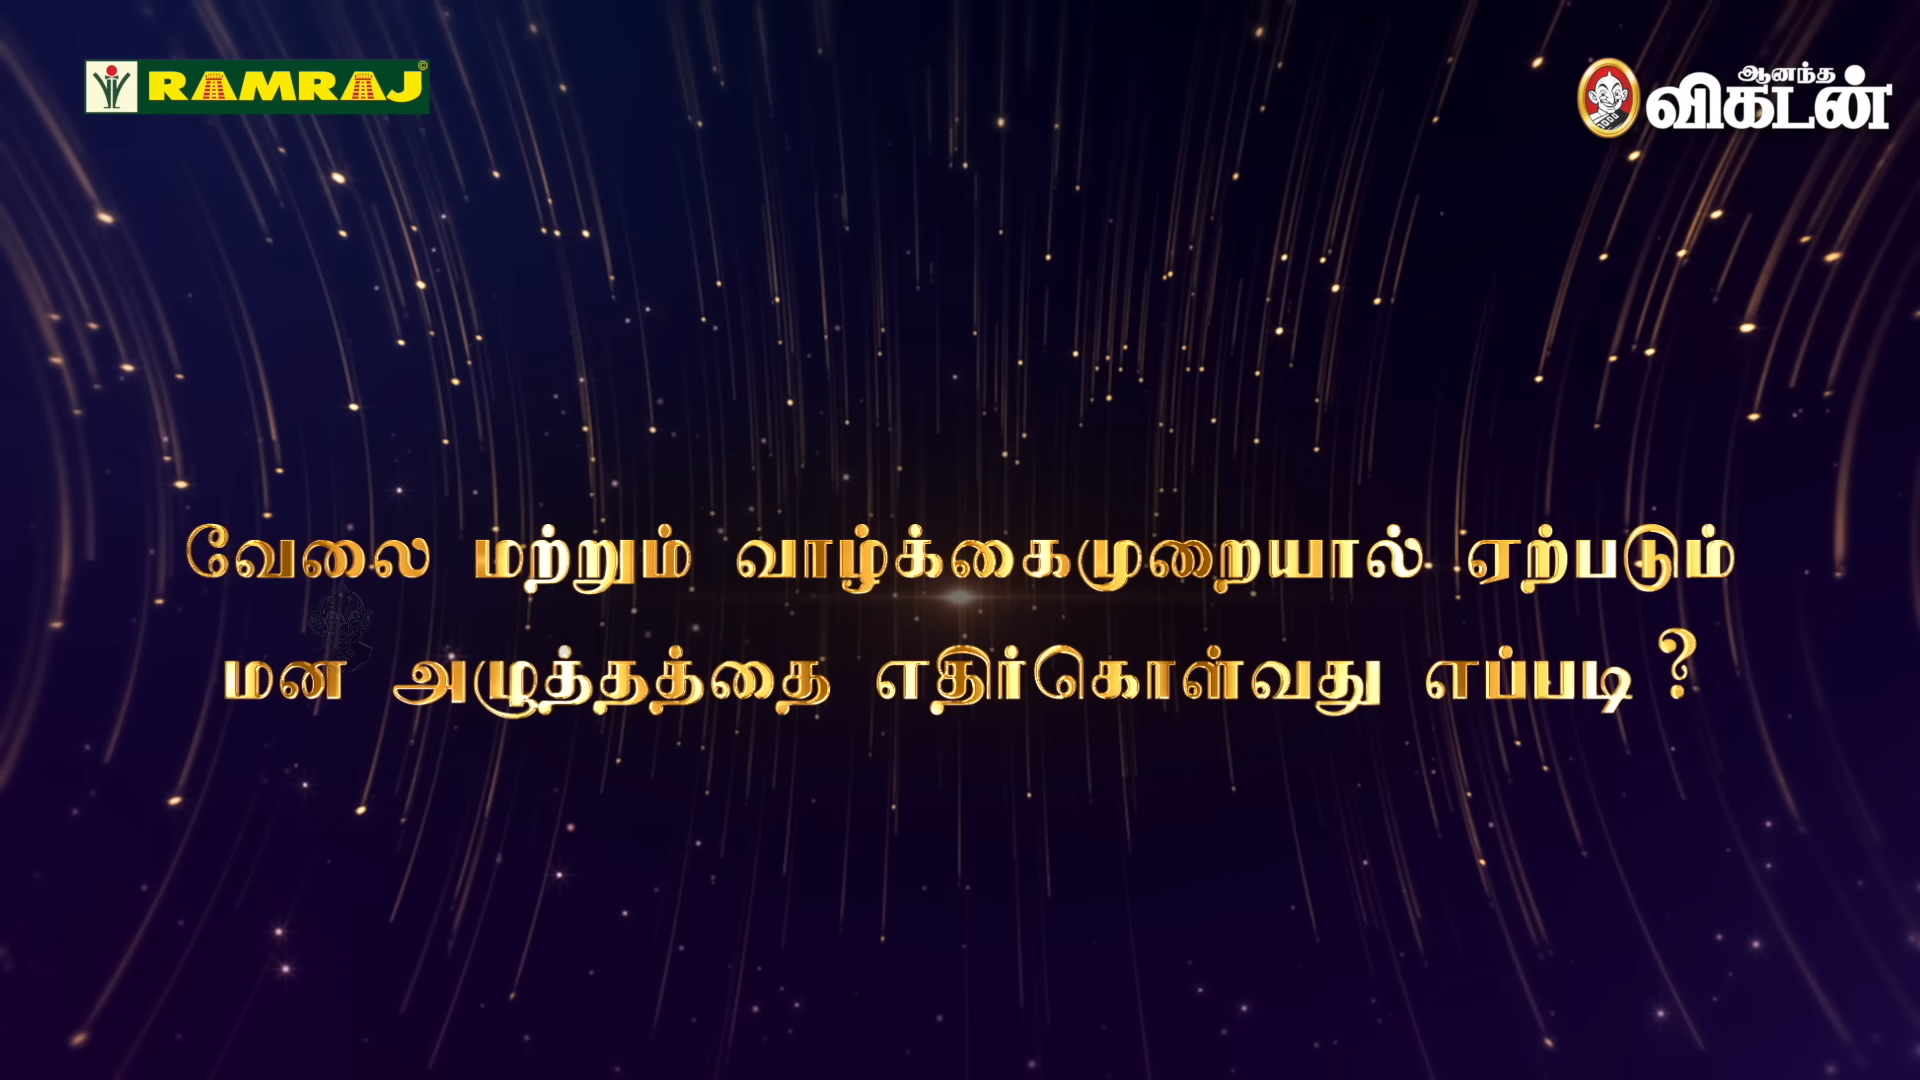 RAMRAJ
ஆனந்த
விகடன்
வேலை மற்றும் வாழ்க்கைமுறையால் ஏற்படும்
மன அழுத்தத்தை எதிர்கொள்வது எப்படி ?